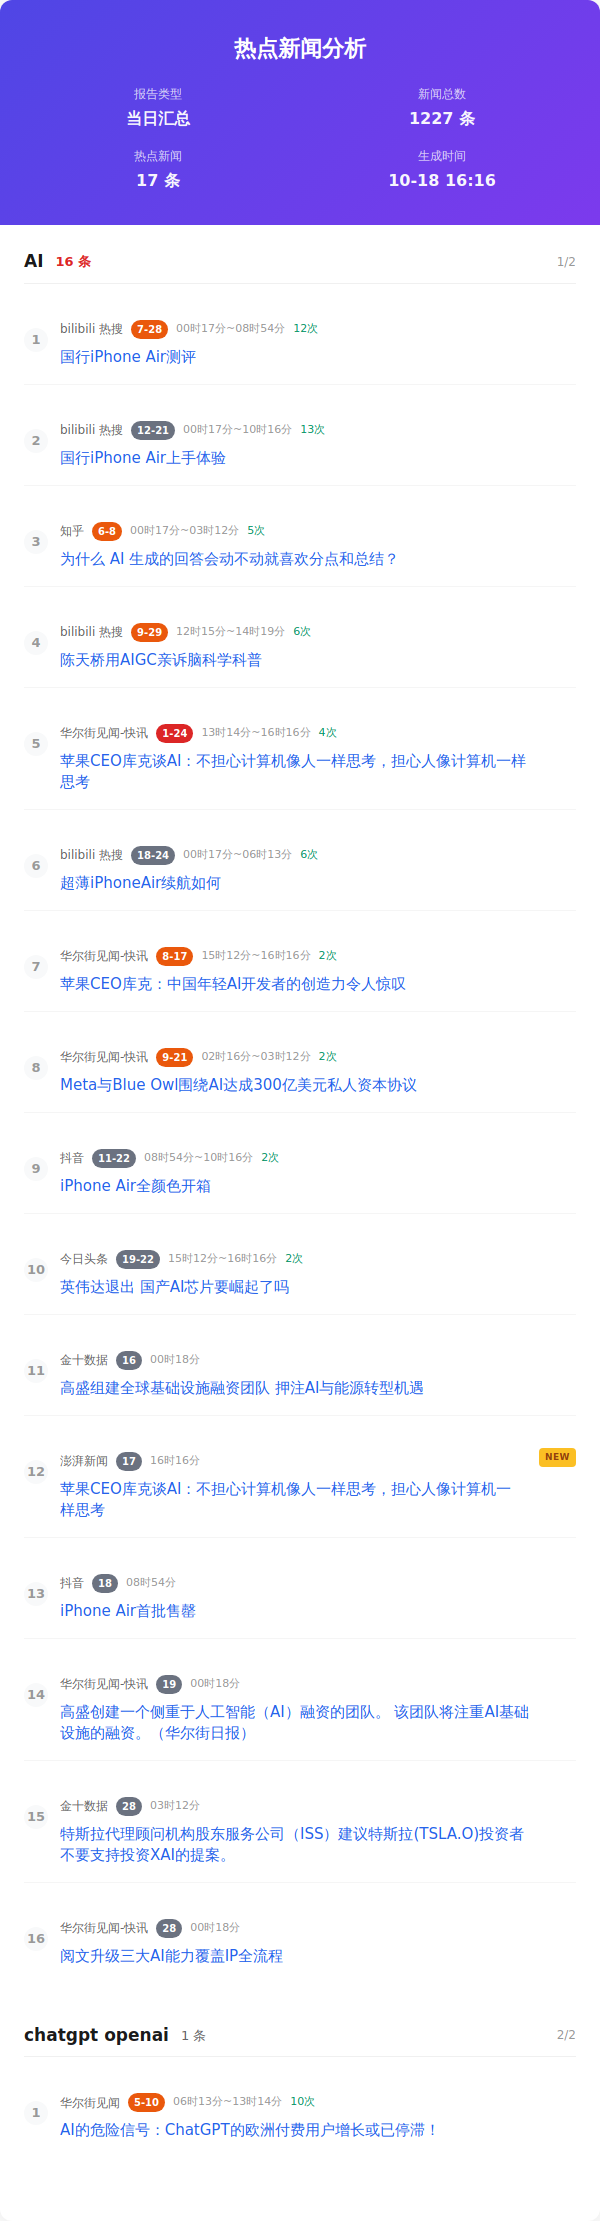 热点新闻分析
报告类型
新闻总数
当日汇总
1227 条
热点新闻
生成时间
17 条
10-18 16:16
AI 16 条 1/2
1
bilibili 热搜 7-28 00时17分~08时54分 12次
国行iPhone Air测评
2
bilibili 热搜 12-21 00时17分~10时16分 13次
国行iPhone Air上手体验
3
知乎 6-8 00时17分~03时12分 5次
为什么 AI 生成的回答会动不动就喜欢分点和总结？
4
bilibili 热搜 9-29 12时15分~14时19分 6次
陈天桥用AIGC亲诉脑科学科普
5
华尔街见闻-快讯 1-24 13时14分~16时16分 4次
苹果CEO库克谈AI：不担心计算机像人一样思考，担心人像计算机一样
思考
6
bilibili 热搜 18-24 00时17分~06时13分 6次
超薄iPhoneAir续航如何
7
华尔街见闻-快讯 8-17 15时12分~16时16分 2次
苹果CEO库克：中国年轻AI开发者的创造力令人惊叹
8
华尔街见闻-快讯 9-21 02时16分~03时12分 2次
Meta与Blue Owl围绕AI达成300亿美元私人资本协议
9
抖音 11-22 08时54分~10时16分 2次
iPhone Air全颜色开箱
10
今日头条 19-22 15时12分~16时16分 2次
英伟达退出 国产AI芯片要崛起了吗
11
金十数据 16 00时18分
高盛组建全球基础设施融资团队 押注AI与能源转型机遇
12
澎湃新闻 17 16时16分 NEW
苹果CEO库克谈AI：不担心计算机像人一样思考，担心人像计算机一
样思考
13
抖音 18 08时54分
iPhone Air首批售罄
14
华尔街见闻-快讯 19 00时18分
高盛创建一个侧重于人工智能（AI）融资的团队。 该团队将注重AI基础
设施的融资。（华尔街日报）
15
金十数据 28 03时12分
特斯拉代理顾问机构股东服务公司（ISS）建议特斯拉(TSLA.O)投资者
不要支持投资XAI的提案。
16
华尔街见闻-快讯 28 00时18分
阅文升级三大AI能力覆盖IP全流程
chatgpt openai 1 条 2/2
1
华尔街见闻 5-10 06时13分~13时14分 10次
AI的危险信号：ChatGPT的欧洲付费用户增长或已停滞！